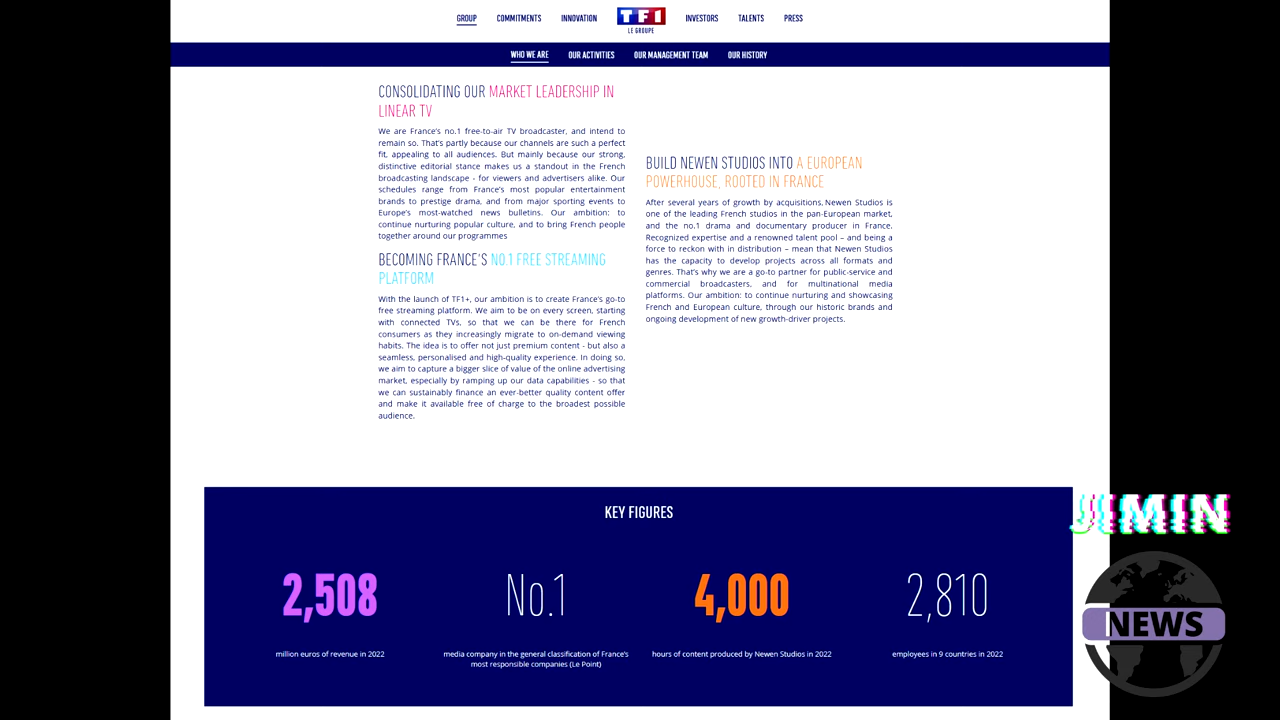 GROUP COMMITMENTS INNOVATION TF1 INVESTORS TALENTS PRESS
LE GROUPE
WHO WE ARE OUR ACTIVITIES OUR MANAGEMENT TEAM OUR HISTORY
CONSOLIDATING OUR MARKET LEADERSHIP IN
LINEAR TV
We are France's no.1 free-to-air TV broadcaster, and intend to
remain so. That's partly because our channels are such a perfect
fit, appealing to all audiences. But mainly because our strong,
distinctive editorial stance makes us a standout in the French
broadcasting landscape - for viewers and advertisers alike. Our
schedules range from France's most popular entertainment
brands to prestige drama, and from major sporting events to
Europe's most-watched news bulletins. Our ambition: to
continue nurturing popular culture, and to bring French people
together around our programmes
BECOMING FRANCE'S NO.1 FREE STREAMING
PLATFORM
With the launch of TF1+, our ambition is to create France's go-to
free streaming platform. We aim to be on every screen, starting
with connected TVs, so that we can be there for French
consumers as they increasingly migrate to on-demand viewing
habits. The idea is to offer not just premium content - but also a
seamless, personalised and high-quality experience. In doing so,
we aim to capture a bigger slice of value of the online advertising
market, especially by ramping up our data capabilities - so that
we can sustainably finance an ever-better quality content offer
and make it available free of charge to the broadest possible
audience.
BUILD NEWEN STUDIOS INTO A EUROPEAN
POWERHOUSE, ROOTED IN FRANCE
After several years of growth by acquisitions, Newen Studios is
one of the leading French studios in the pan-European market,
and the no.1 drama and documentary producer in France.
Recognized expertise and a renowned talent pool – and being a
force to reckon with in distribution – mean that Newen Studios
has the capacity to develop projects across all formats and
genres. That's why we are a go-to partner for public-service and
commercial broadcasters, and for multinational media
platforms. Our ambition: to continue nurturing and showcasing
French and European culture, through our historic brands and
ongoing development of new growth-driver projects.
KEY FIGURES
2,508
million euros of revenue in 2022
No.1
media company in the general classification of France's
most responsible companies (Le Point)
4,000
hours of content produced by Newen Studios in 2022
2,810
employees in 9 countries in 2022
JIMIN
NEWS